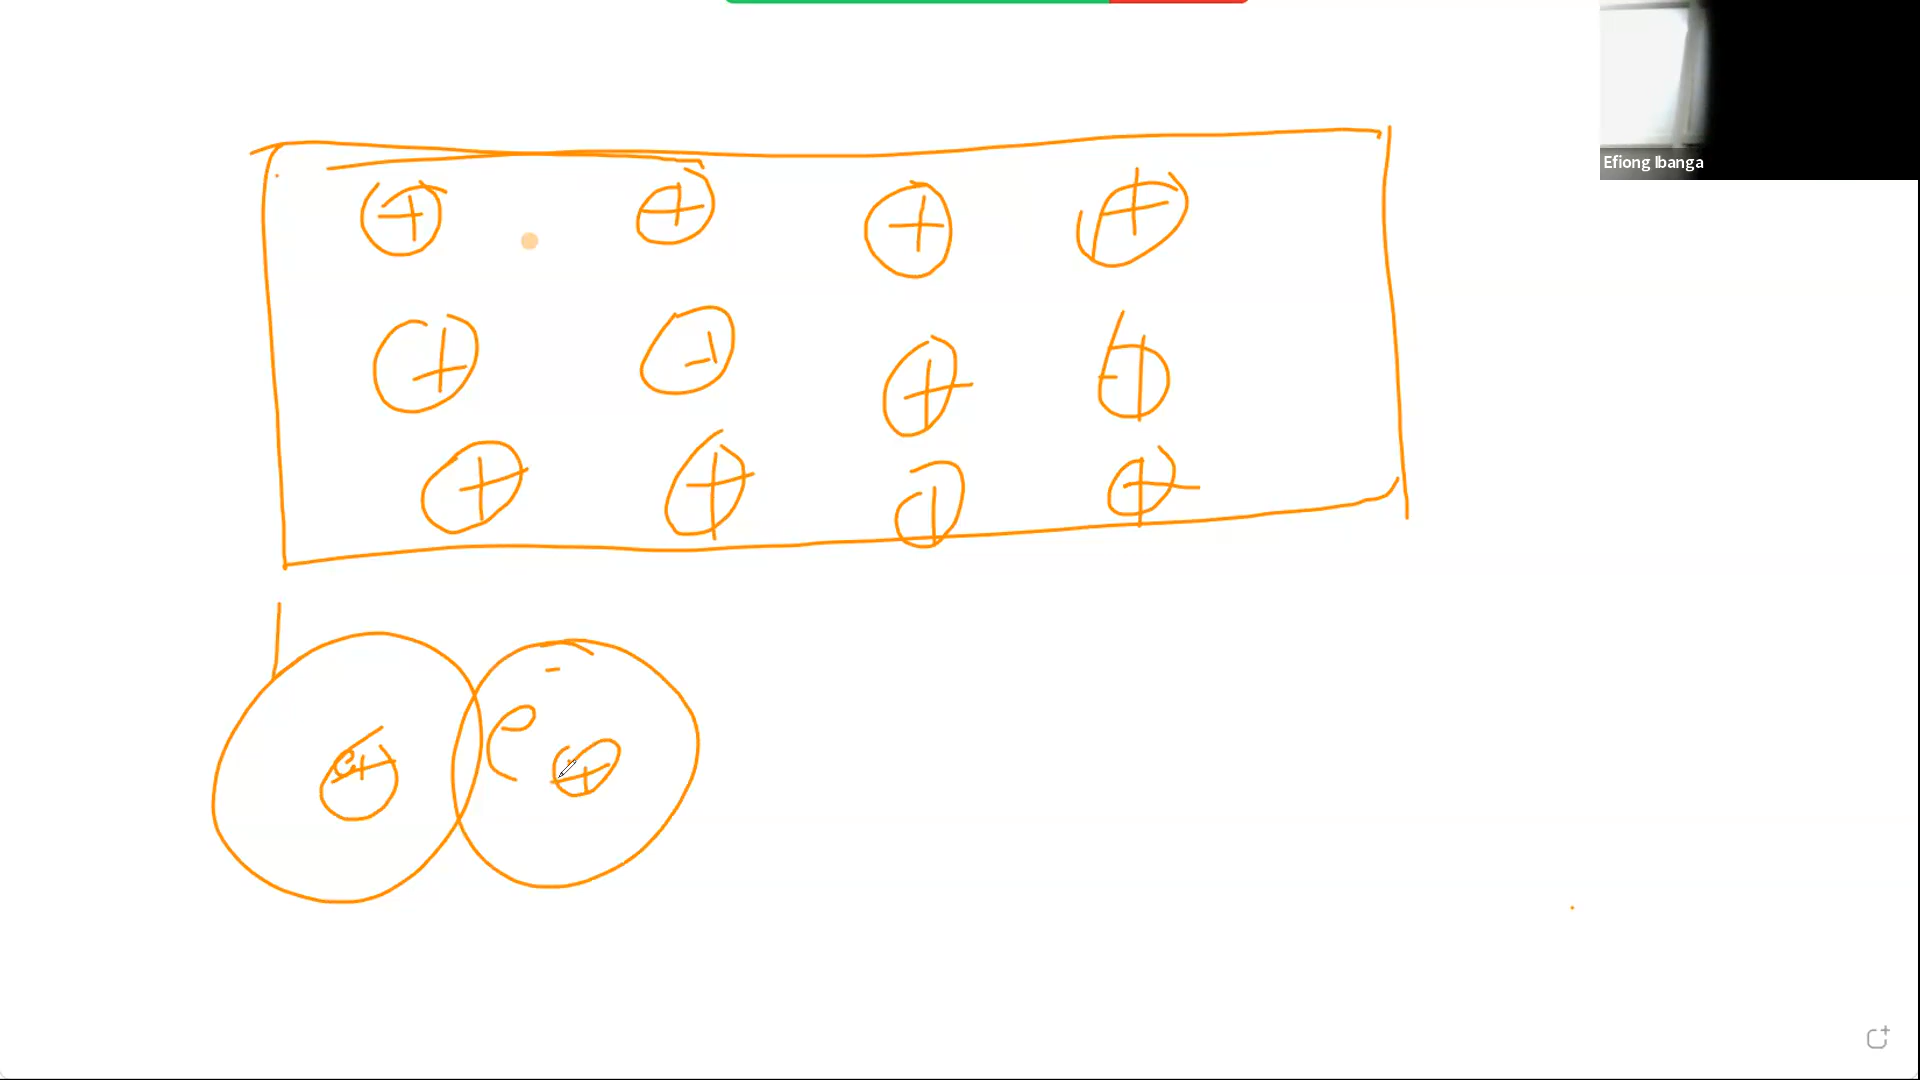 Efiong Ibanga
+ + + +
+ + + +
+ + + +
-
e
e+ +